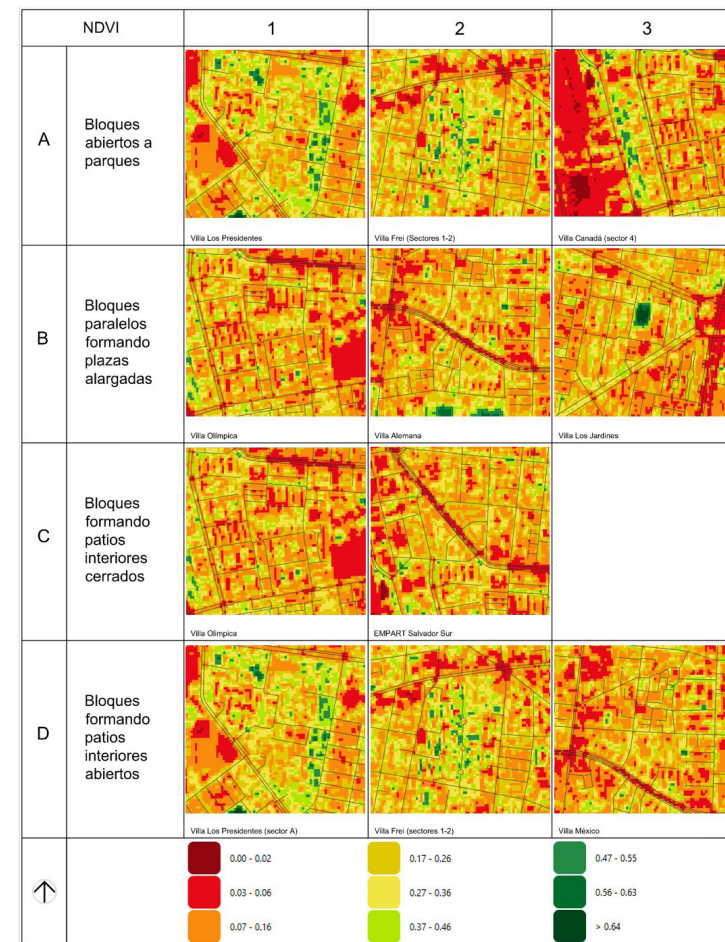 NDVI
1
2
3
A
Bloques
abiertos a
parques
Villa Los Presidentes
Villa Frei (Sectores 1-2)
Villa Canadá (sector 4)
B
Bloques
paralelos
formando
plazas
alargadas
Villa Olímpica
Villa Alemana
Villa Los Jardines
C
Bloques
formando
patios
interiores
cerrados
Villa Olimpica
EMPART Salvador Sur
D
Bloques
formando
patios
interiores
abiertos
Villa Los Presidentes (sector A)
Villa Frei (sectores 1-2)
Villa México
0.00 - 0.02
0.17 - 0.26
0.47 - 0.55
0.03 - 0.06
0.27 - 0.36
0.56 - 0.63
0.07 - 0.16
0.37 - 0.46
> 0.64